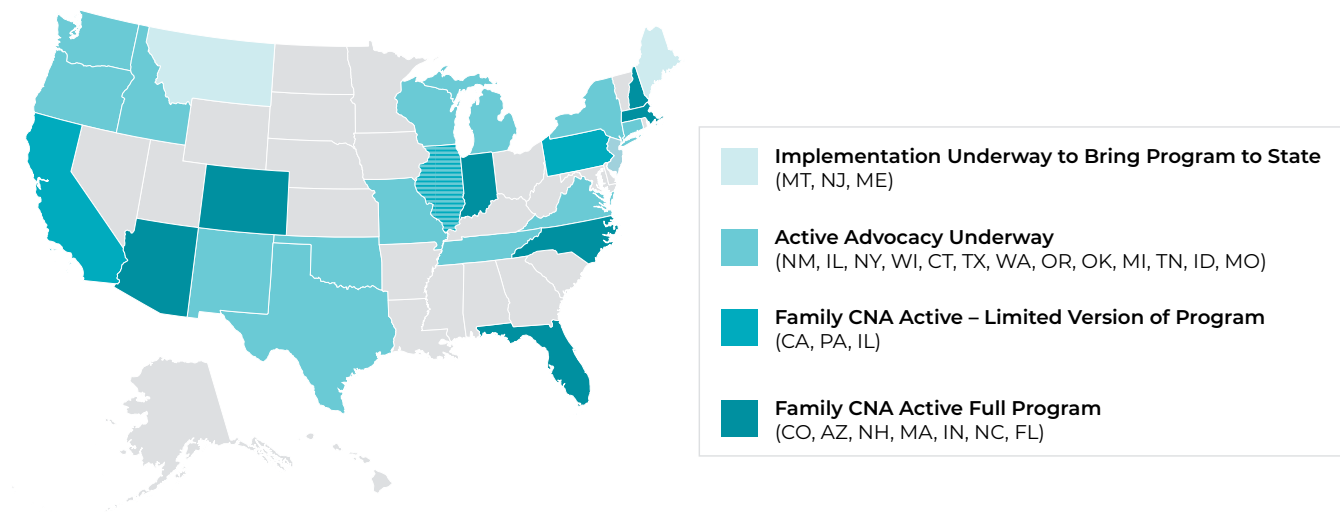 Implementation Underway to Bring Program to State
(MT, NJ, ME)
Active Advocacy Underway
(NM, IL, NY, WI, CT, TX, WA, OR, OK, MI, TN, ID, MO)
Family CNA Active – Limited Version of Program
(CA, PA, IL)
Family CNA Active Full Program
(CO, AZ, NH, MA, IN, NC, FL)